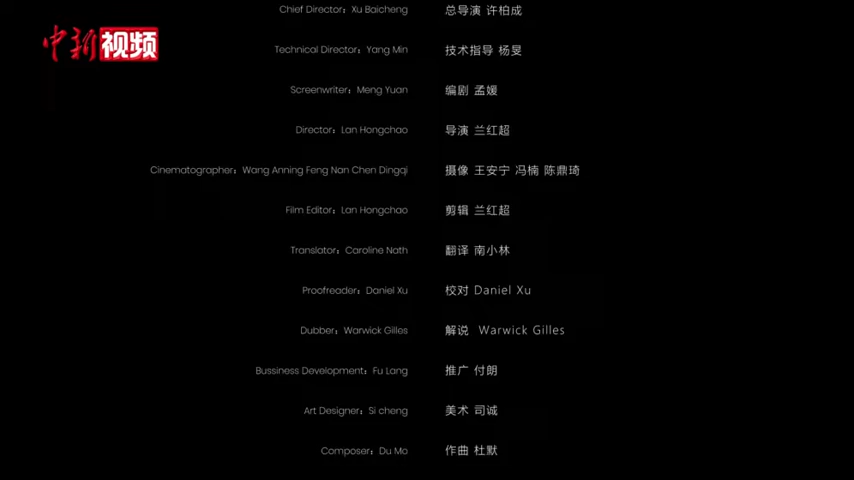 Chief Director：Xu Baicheng 总导演 许柏成
中新视频
Technical Director：Yang Min 技术指导 杨旻
Screenwriter：Meng Yuan 编剧 孟媛
Director：Lan Hongchao 导演 兰红超
Cinematographer：Wang Anning Feng Nan Chen Dingqi 摄像 王安宁 冯楠 陈鼎琦
Film Editor：Lan Hongchao 剪辑 兰红超
Translator：Caroline Nath 翻译 南小林
Proofreader：Daniel Xu 校对 Daniel Xu
Dubber：Warwick Gilles 解说 Warwick Gilles
Bussiness Development：Fu Lang 推广 付朗
Art Designer：Si cheng 美术 司诚
Composer：Du Mo 作曲 杜默